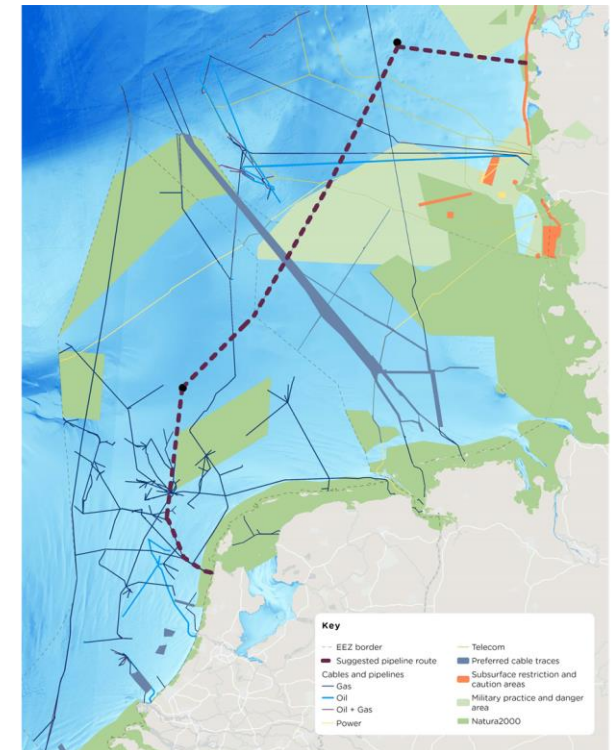 Key
EEZ border
Suggested pipeline route
Cables and pipelines
Gas
Oil
Oil + Gas
Power
Telecom
Preferred cable traces
Subsurface restriction and
caution areas
Military practice and danger
area
Natura2000